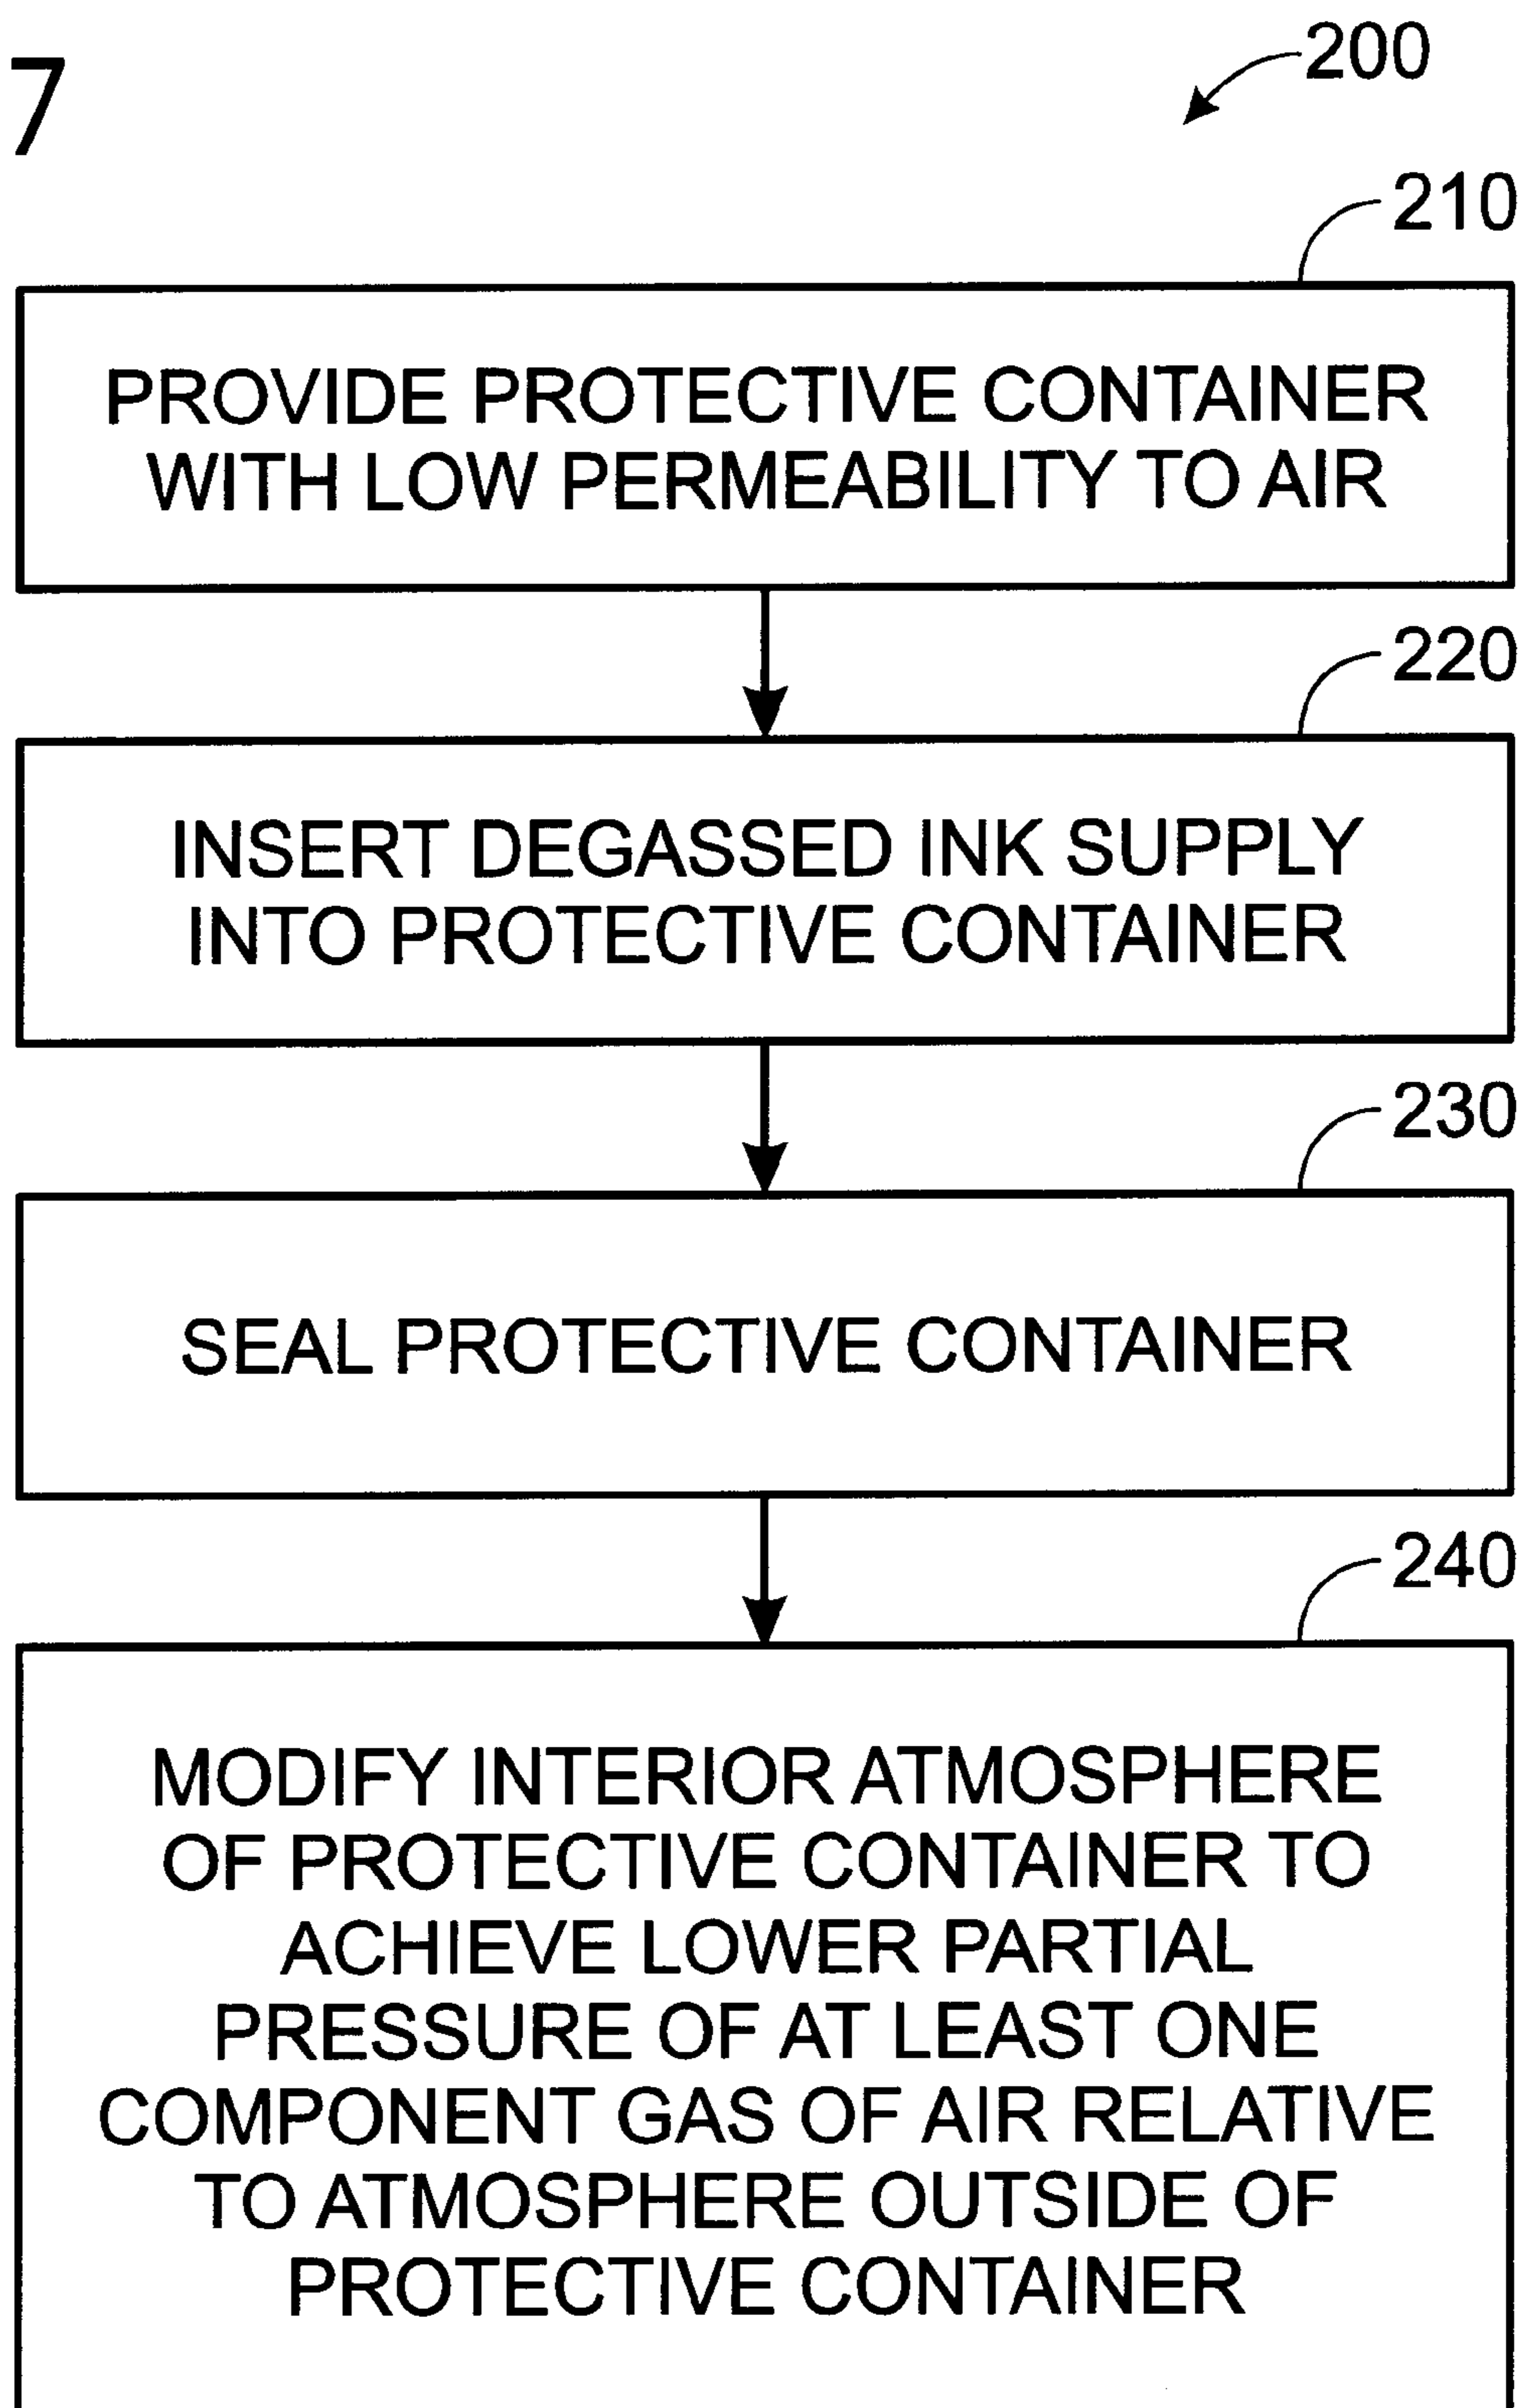 7
200
210
PROVIDE PROTECTIVE CONTAINER
WITH LOW PERMEABILITY TO AIR
220
INSERT DEGASSED INK SUPPLY
INTO PROTECTIVE CONTAINER
230
SEAL PROTECTIVE CONTAINER
240
MODIFY INTERIOR ATMOSPHERE
OF PROTECTIVE CONTAINER TO
ACHIEVE LOWER PARTIAL
PRESSURE OF AT LEAST ONE
COMPONENT GAS OF AIR RELATIVE
TO ATMOSPHERE OUTSIDE OF
PROTECTIVE CONTAINER